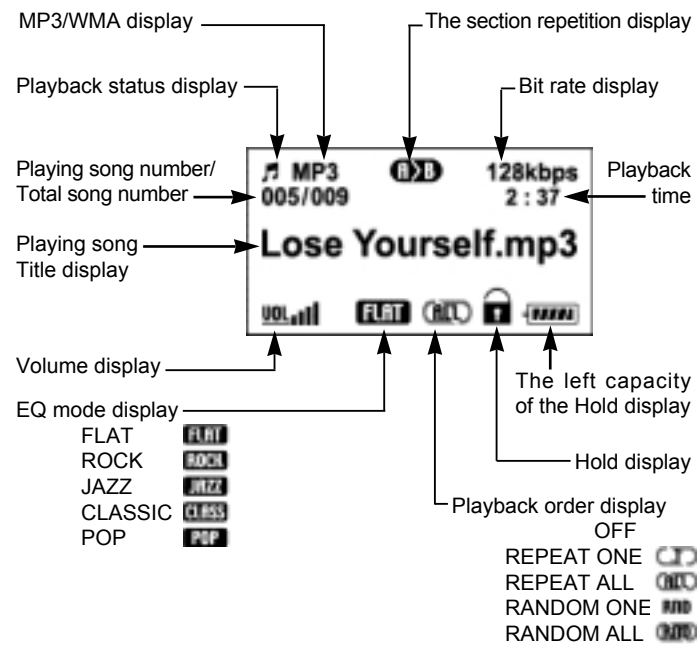 MP3/WMA display
The section repetition display
Playback status display
Bit rate display
Playing song number/
Total song number
MP3
A>B
128kbps
Playback
time
005/009
2 : 37
Playing song
Title display
Lose Yourself.mp3
VOL
FLAT
ALL
Volume display
The left capacity
of the Hold display
EQ mode display
FLAT FLAT
ROCK ROCK
JAZZ JAZZ
CLASSIC CLASS
POP POP
Hold display
Playback order display
OFF
REPEAT ONE 1
REPEAT ALL ALL
RANDOM ONE RND
RANDOM ALL